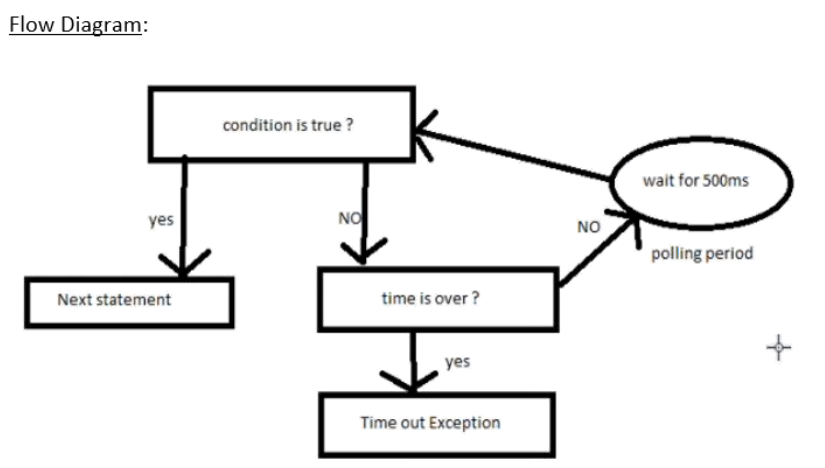 Flow Diagram:
condition is true ?
wait for 500ms
yes
NO
NO
polling period
Next statement
time is over ?
yes
Time out Exception